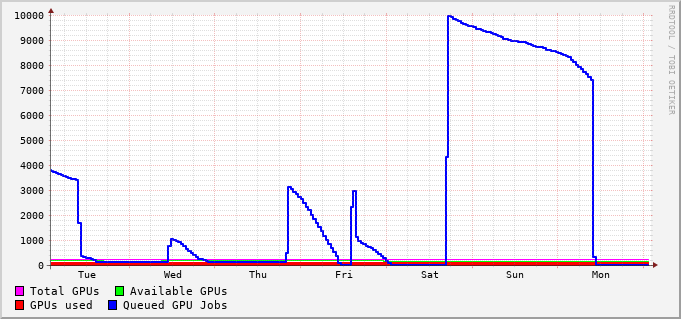 10000
9000
8000
7000
6000
5000
4000
3000
2000
1000
0
Tue Wed Thu Fri Sat Sun Mon
Total GPUs Available GPUs
GPUs used Queued GPU Jobs
RRDTOOL / TOBI OETIKER